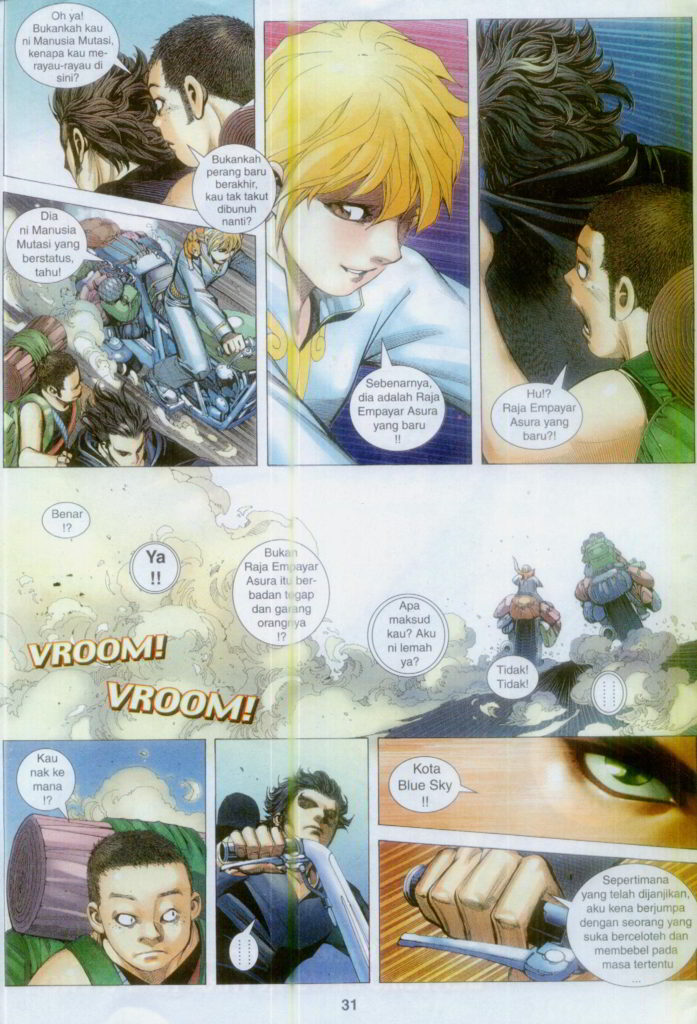 Oh ya!
Bukankah kau
ni Manusia Mutasi,
kenapa kau me-
rayau-rayau di
sini?
Bukankah
perang baru
berakhir,
kau tak takut
dibunuh
nanti?
Dia
ni Manusia
Mutasi yang
berstatus,
tahu!
Sebenarnya,
dia adalah Raja
Empayar Asura
yang baru
!!
Hu!?
Raja Empayar
Asura yang
baru?!
Benar
!?
Ya
!!
Bukan
Raja Empayar
Asura itu ber-
badan tegap
dan garang
orangnya
!?
Apa
maksud
kau? Aku
ni lemah
ya?
Tidak!
Tidak!
VROOM!
VROOM!
Kau
nak ke
mana
!?
Kota
Blue Sky
!!
Sepertimana
yang telah dijanjikan,
aku kena berjumpa
dengan seorang yang
suka berceloteh dan
membebel pada
masa tertentu
...
31